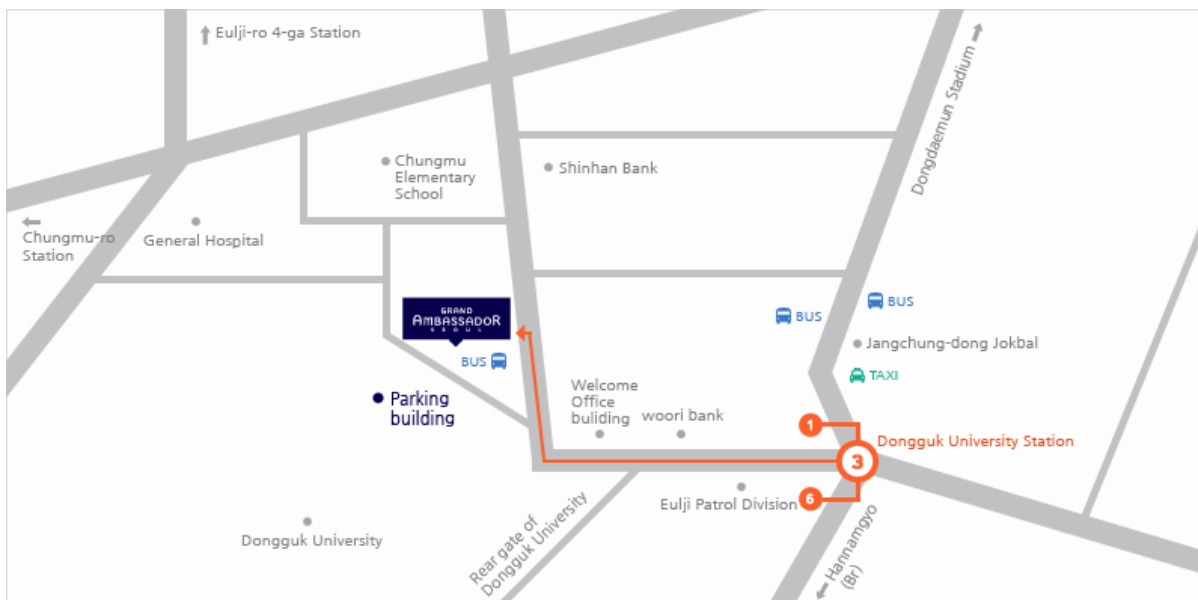 Eulji-ro 4-ga Station
Dongdaemun Stadium
Chungmu
Elementary
School
Shinhan Bank
Chungmu-ro
Station
General Hospital
GRAND
AMBASSADOR
SEOUL
BUS
BUS
BUS
Jangchung-dong Jokbal
TAXI
Parking
building
Welcome
Office
buliding
woori bank
1
Dongguk University Station
3
6
Eulji Patrol Division
Rear gate of
Dongguk University
Hannamgyo
(Br)
Dongguk University